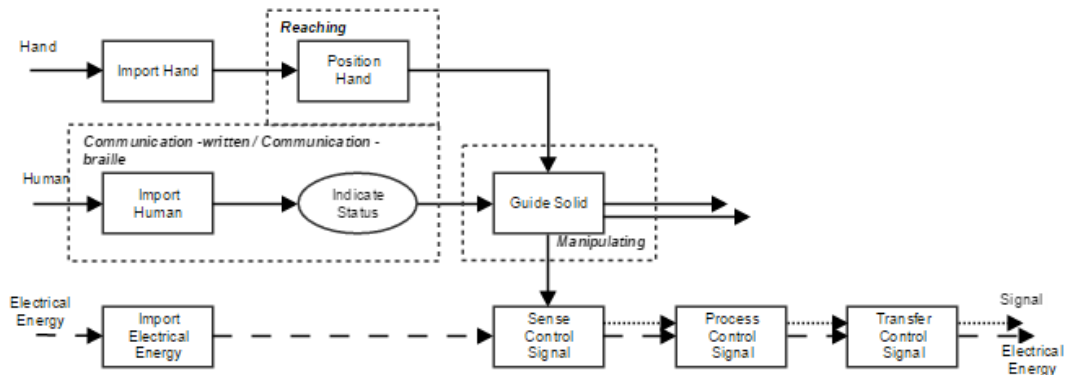 Reaching
Hand
Import Hand
Position
Hand
Communication -written / Communication -
braille
Human
Import
Human
Indicate
Status
Guide Solid
Manipulating
Electrical
Energy
Import
Electrical
Energy
Sense
Control
Signal
Process
Control
Signal
Transfer
Control
Signal
Signal
Electrical
Energy